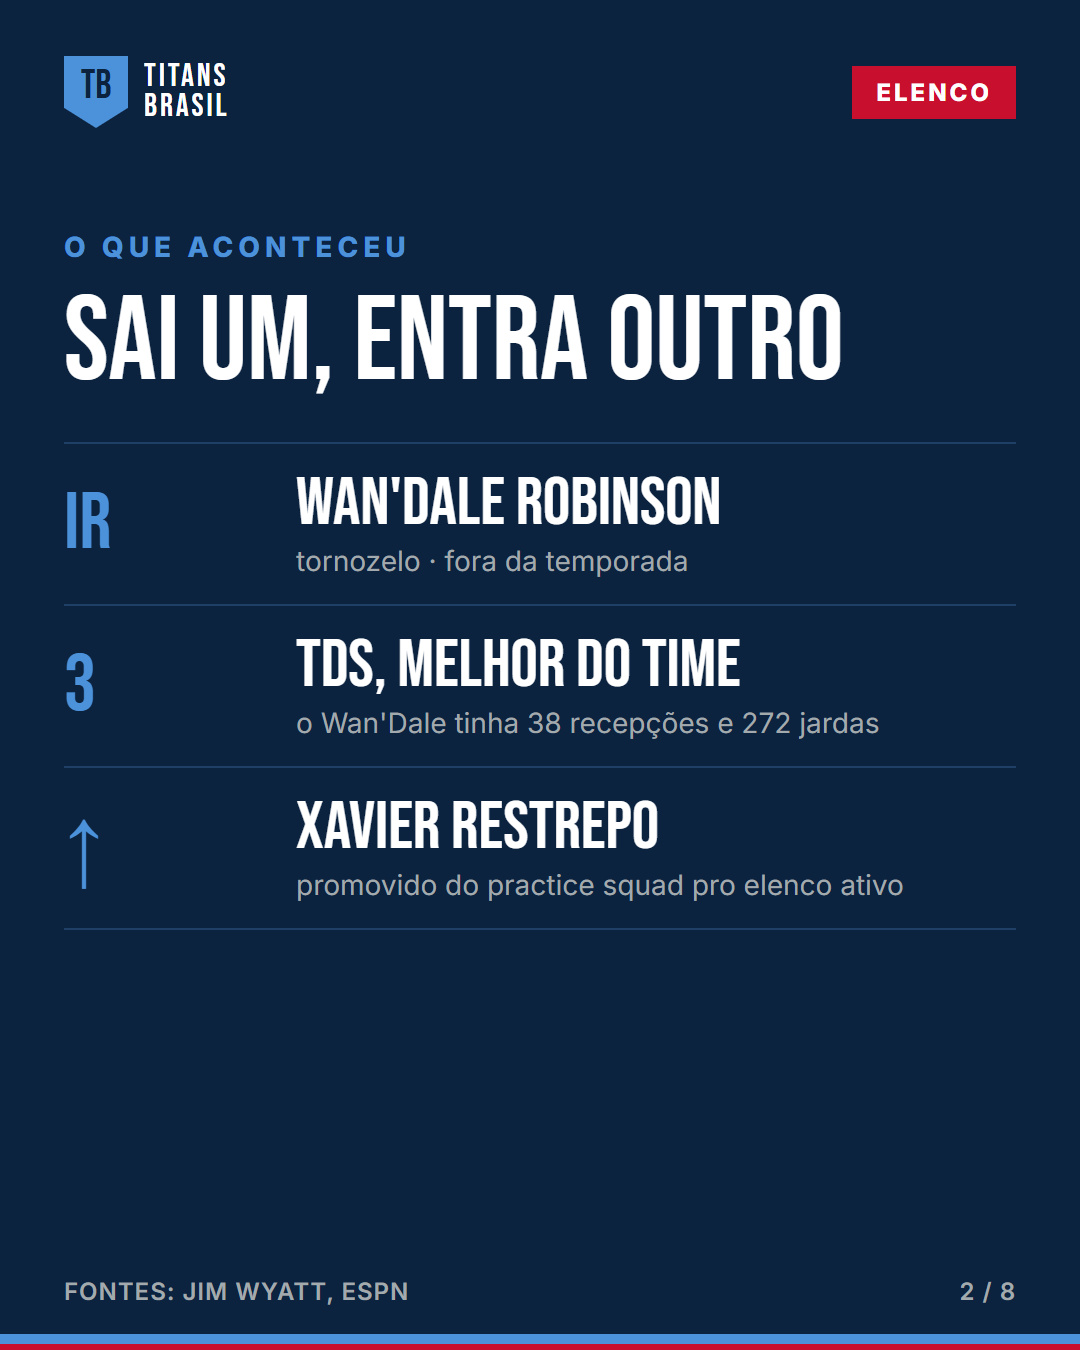 TB
TITANS
BRASIL
ELENCO
O QUE ACONTECEU
SAI UM, ENTRA OUTRO
IR
WAN'DALE ROBINSON
tornozelo · fora da temporada
3
TDS, MELHOR DO TIME
o Wan'Dale tinha 38 recepções e 272 jardas
↑
XAVIER RESTREPO
promovido do practice squad pro elenco ativo
FONTES: JIM WYATT, ESPN
2 / 8